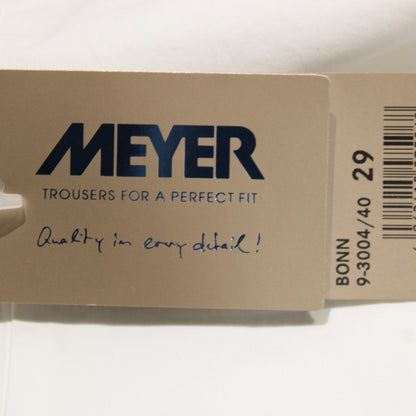 MEYER
TROUSERS FOR A PERFECT FIT
Quality in every detail!
BONN
9-3004/40 29